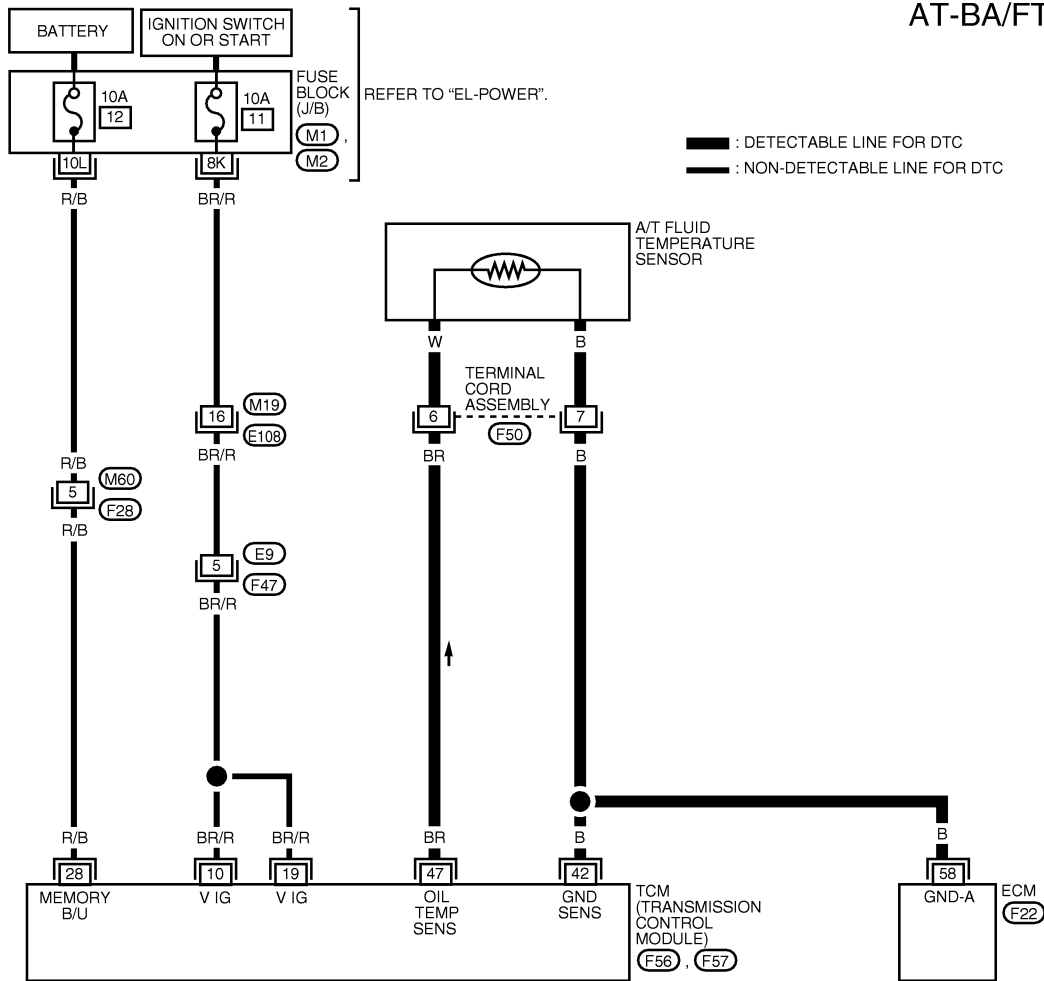 AT-BA/FT
BATTERY
IGNITION SWITCH
ON OR START
10A
12
10A
11
FUSE
BLOCK
(J/B)
M1 ,
M2
REFER TO “EL-POWER”.
10L
8K
R/B
BR/R
: DETECTABLE LINE FOR DTC
: NON-DETECTABLE LINE FOR DTC
A/T FLUID
TEMPERATURE
SENSOR
W
B
TERMINAL
CORD
ASSEMBLY
6
7
F50
BR
B
16
M19
E108
BR/R
R/B
5
M60
F28
R/B
5
E9
F47
BR/R
R/B
BR/R
BR/R
BR
B
B
28
10
19
47
42
58
MEMORY
B/U
V IG
V IG
OIL
TEMP
SENS
GND
SENS
TCM
(TRANSMISSION
CONTROL
MODULE)
F56 , F57
GND-A
ECM
F22